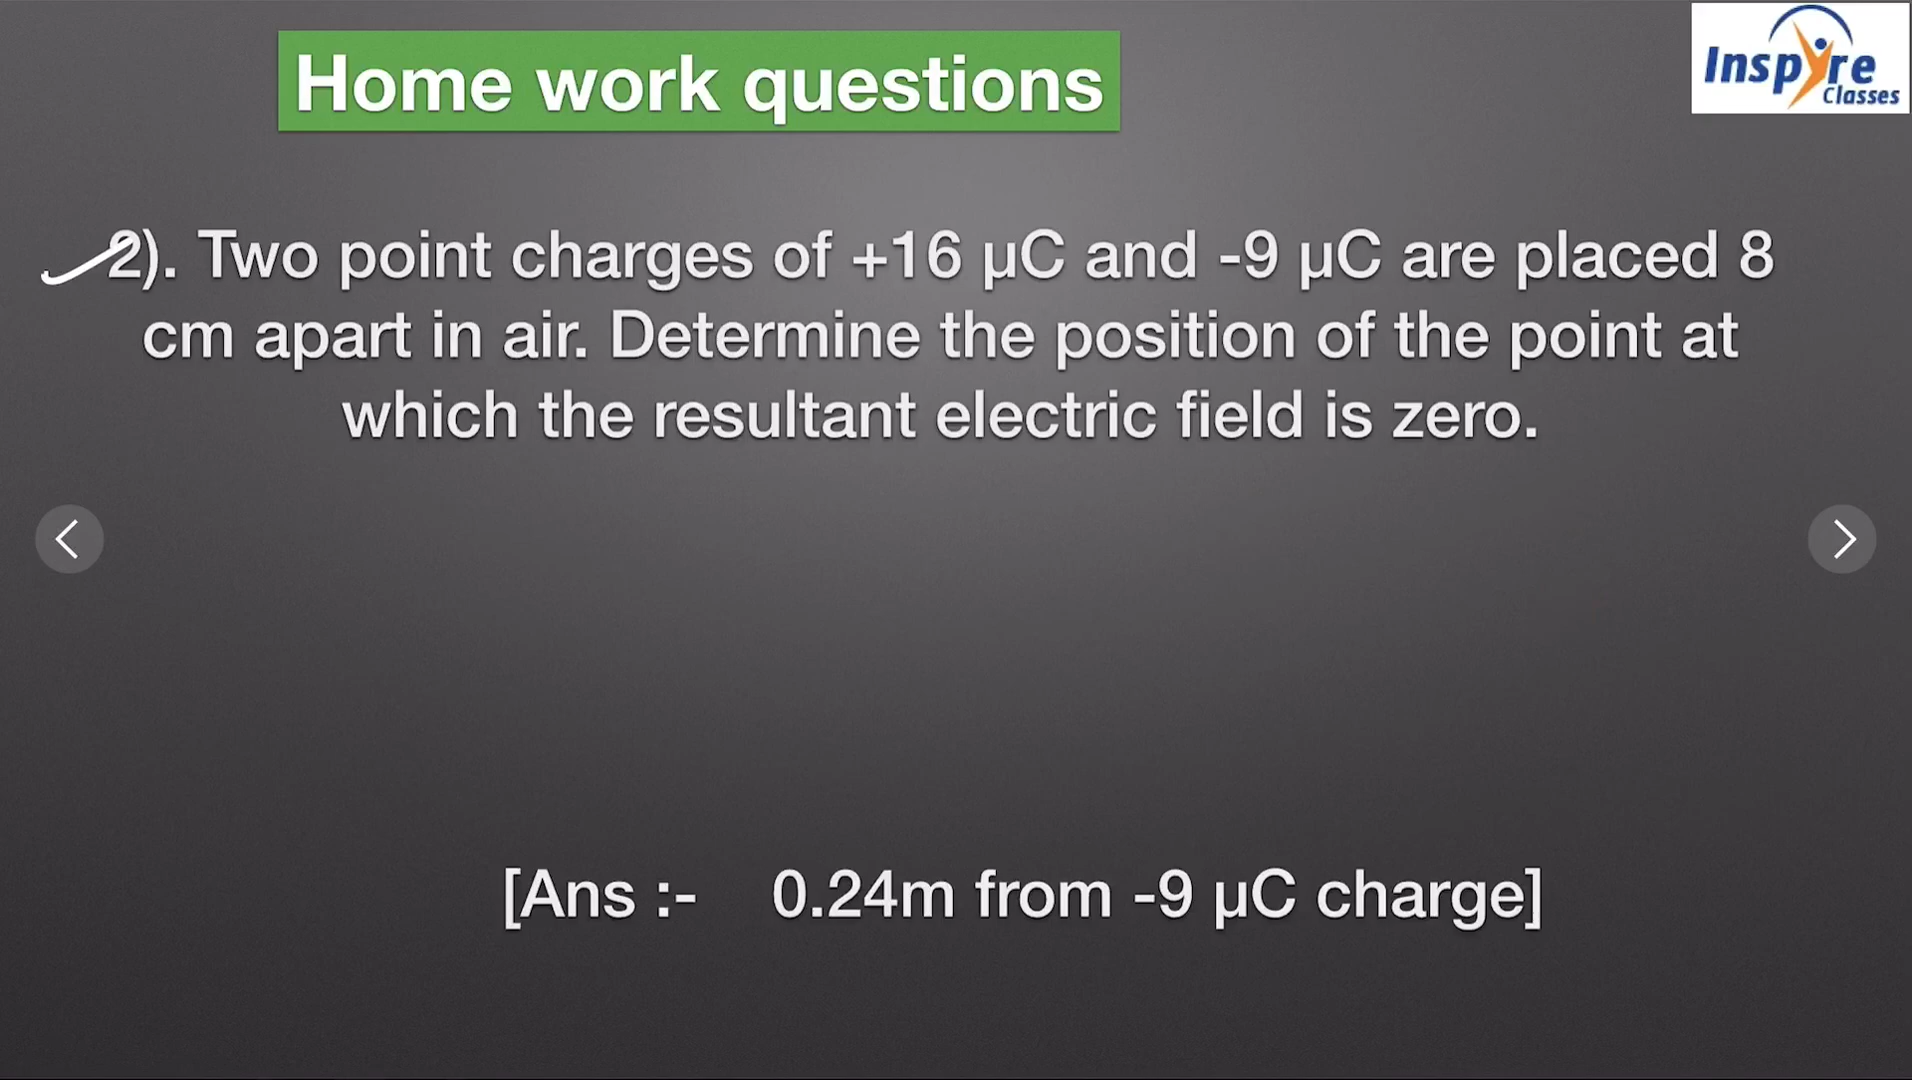 Home work questions
Inspire
Classes
2). Two point charges of +16 μC and -9 μC are placed 8
cm apart in air. Determine the position of the point at
which the resultant electric field is zero.
[Ans :- 0.24m from -9 μC charge]